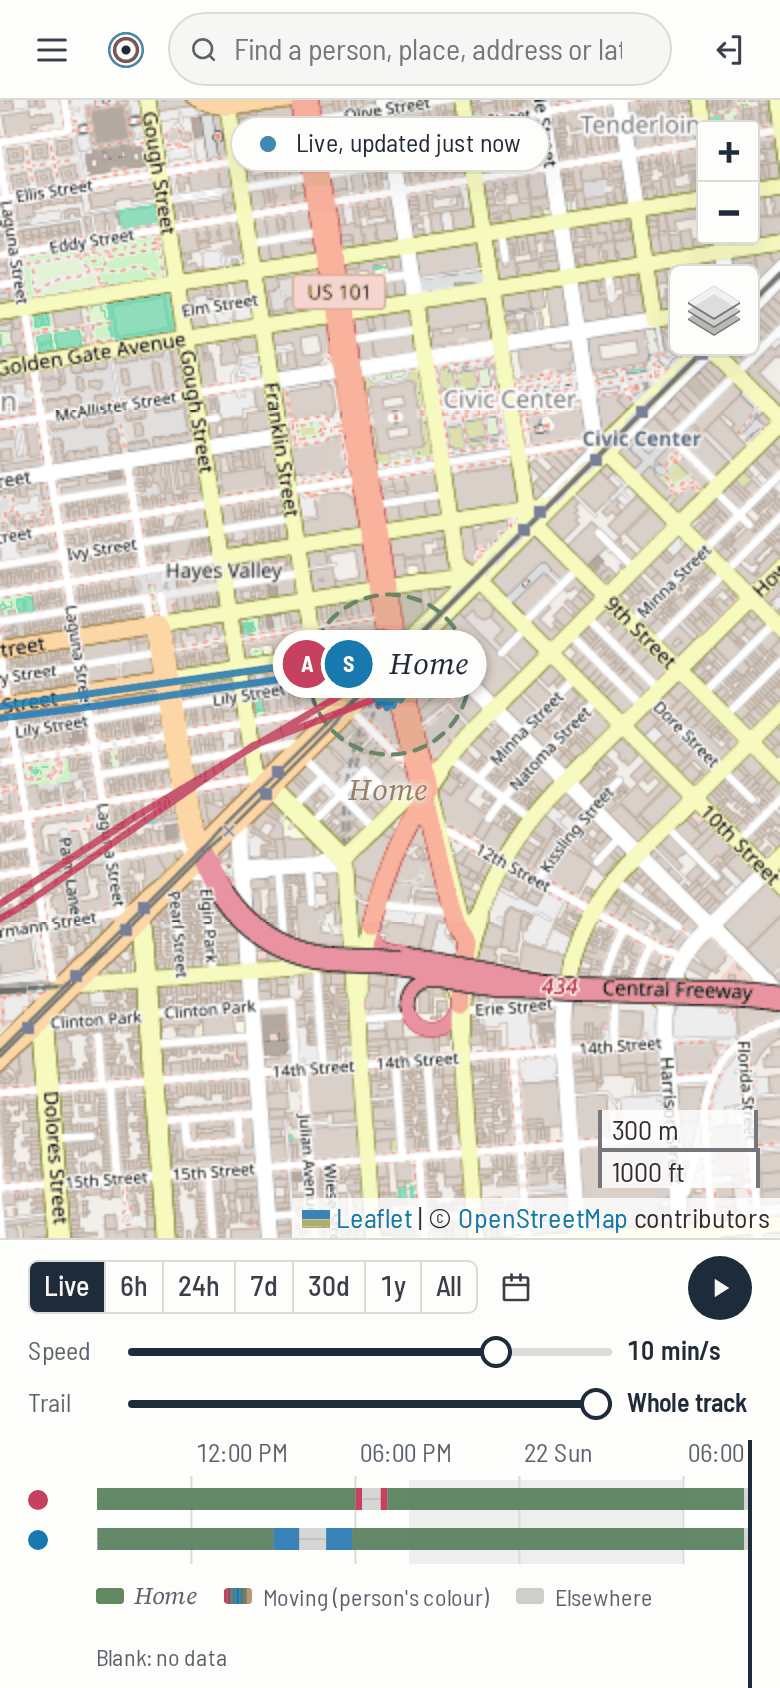 Find a person, place, address or lat
Olive Street
Live, updated just now
Tenderloin
+
−
Gough Street
Ellis Street
Laguna Street
Eddy Street
US 101
Elm Street
Golden Gate Avenue
Gough Street
Franklin Street
McAllister Street
Civic Center
Civic Center
Ivy Street
Hayes Valley
Minna Street
9th Street
Laguna Street
A
S
Home
Lily Street
Lily Street
Minna Street
Natoma Street
Dore Street
Home
Kissling Street
12th Street
10th Street
Laguna Street
Pearl Street
Elgin Park
434
Central Freeway
Erie Street
Clinton Park
Clinton Park
14th Street
14th Street
14th Street
Dolores Street
15th Street
15th Street
300 m
1000 ft
Leaflet | © OpenStreetMap contributors
Live
6h
24h
7d
30d
1y
All
Speed
10 min/s
Trail
Whole track
12:00 PM
06:00 PM
22 Sun
06:00
Home
Moving (person's colour)
Elsewhere
Blank: no data